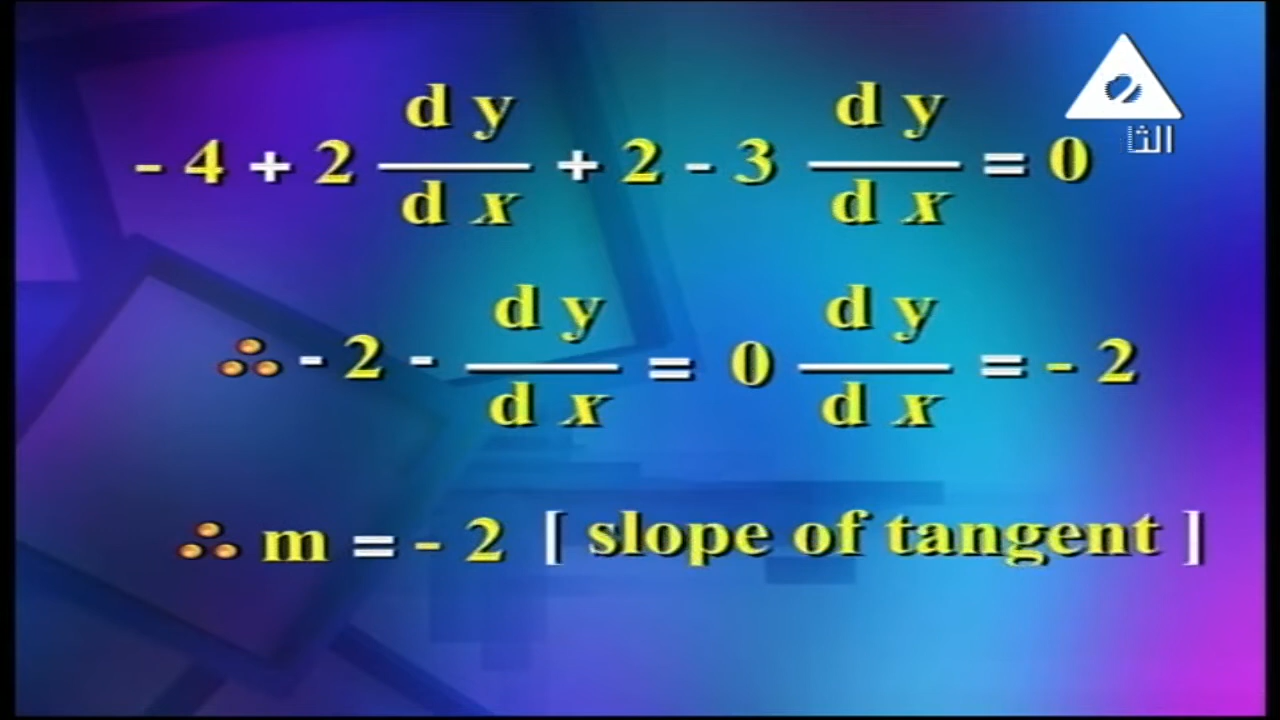 - 4 + 2 dy/dx + 2 - 3 dy/dx = 0
2
الثا
∴ - 2 - dy/dx = 0 dy/dx = - 2
∴ m = - 2 [ slope of tangent ]